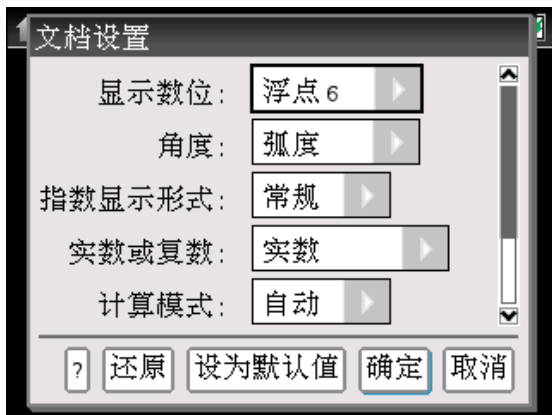 文档设置
显示数位: 浮点 6
角度: 弧度
指数显示形式: 常规
实数或复数: 实数
计算模式: 自动
? 还原 设为默认值 确定 取消